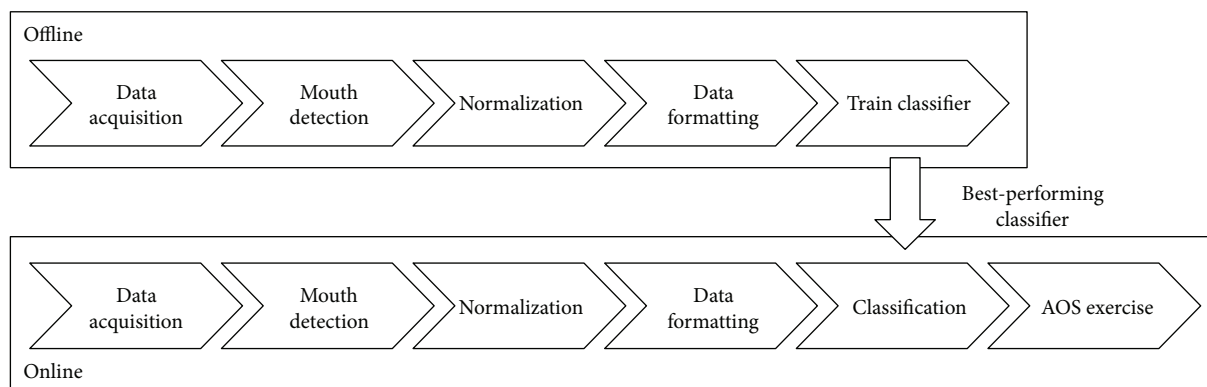 Offline
Data
acquisition
Mouth
detection
Normalization
Data
formatting
Train classifier
Best-performing
classifier
Data
acquisition
Mouth
detection
Normalization
Data
formatting
Classification
AOS exercise
Online